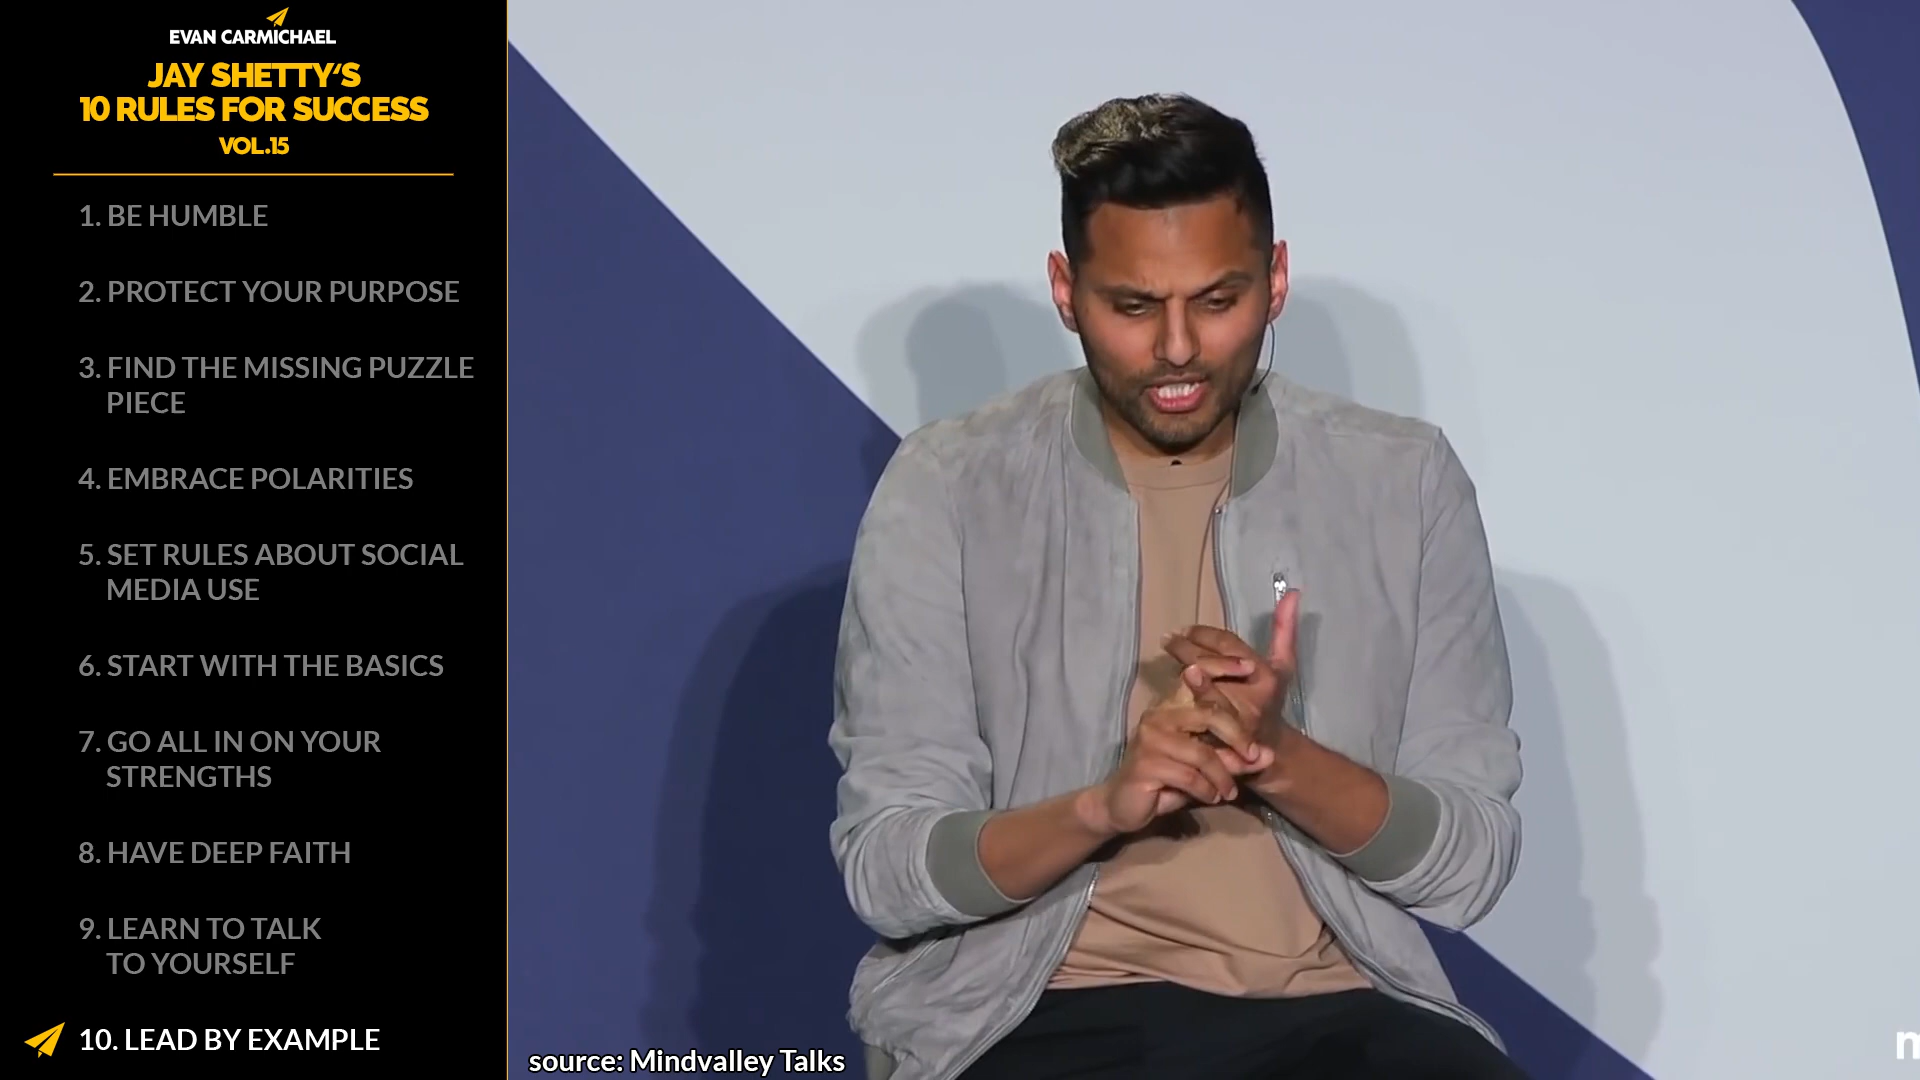 EVAN CARMICHAEL
JAY SHETTY'S
10 RULES FOR SUCCESS
VOL.15
1. BE HUMBLE
2. PROTECT YOUR PURPOSE
3. FIND THE MISSING PUZZLE
PIECE
4. EMBRACE POLARITIES
5. SET RULES ABOUT SOCIAL
MEDIA USE
6. START WITH THE BASICS
7. GO ALL IN ON YOUR
STRENGTHS
8. HAVE DEEP FAITH
9. LEARN TO TALK
TO YOURSELF
10. LEAD BY EXAMPLE
source: Mindvalley Talks